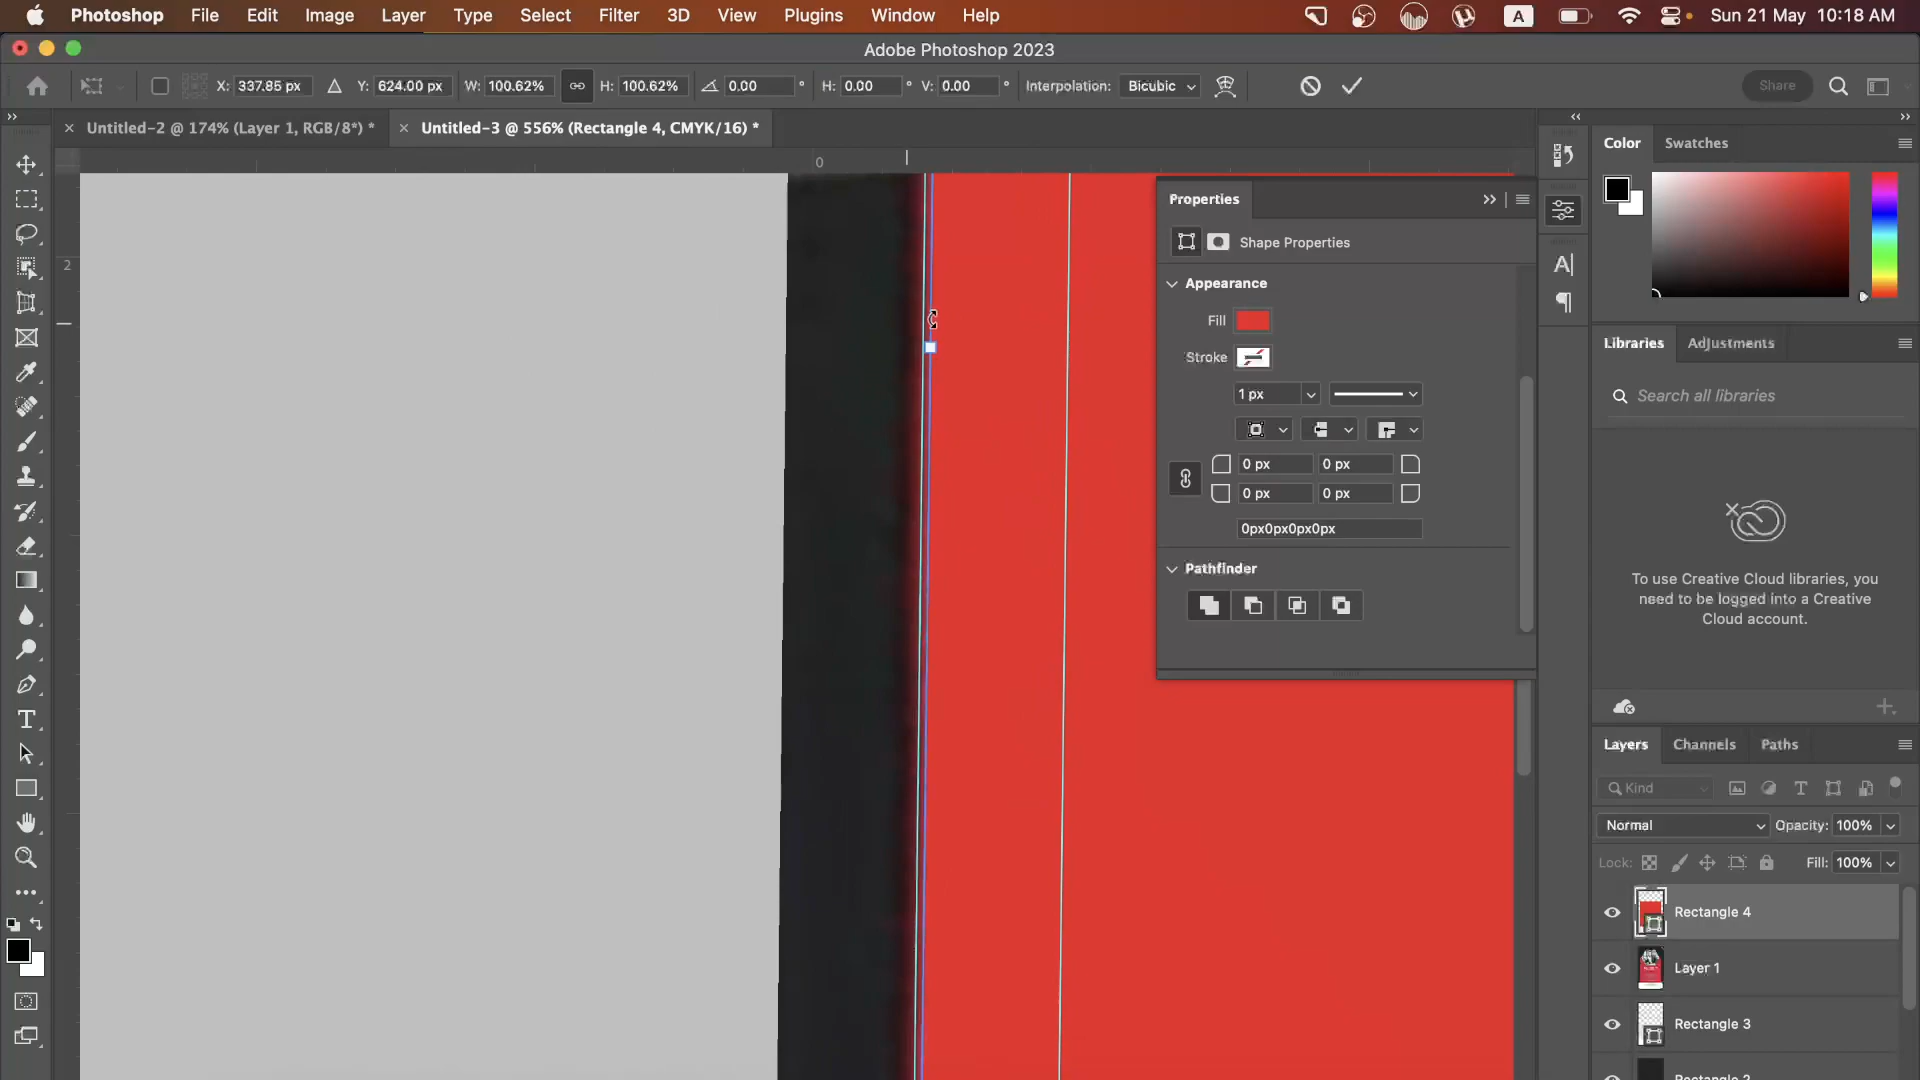 Photoshop File Edit Image Layer Type Select Filter 3D View Plugins Window Help A Sun 21 May 10:18 AM
Adobe Photoshop 2023
X: 337.85 px Y: 624.00 px W: 100.62% H: 100.62% 0.00 ° H: 0.00 ° V: 0.00 ° Interpolation: Bicubic Share
Untitled-2 @ 174% (Layer 1, RGB/8*) * Untitled-3 @ 556% (Rectangle 4, CMYK/16) *
0
2
Properties
Shape Properties
Appearance
Fill
Stroke
1 px
0 px 0 px
0 px 0 px
0px0px0px0px
Pathfinder
Color Swatches
Libraries Adjustments
Search all libraries
To use Creative Cloud libraries, you
need to be logged into a Creative
Cloud account.
Layers Channels Paths
Kind
Normal Opacity: 100%
Lock: Fill: 100%
Rectangle 4
Layer 1
Rectangle 3
Rectangle 2